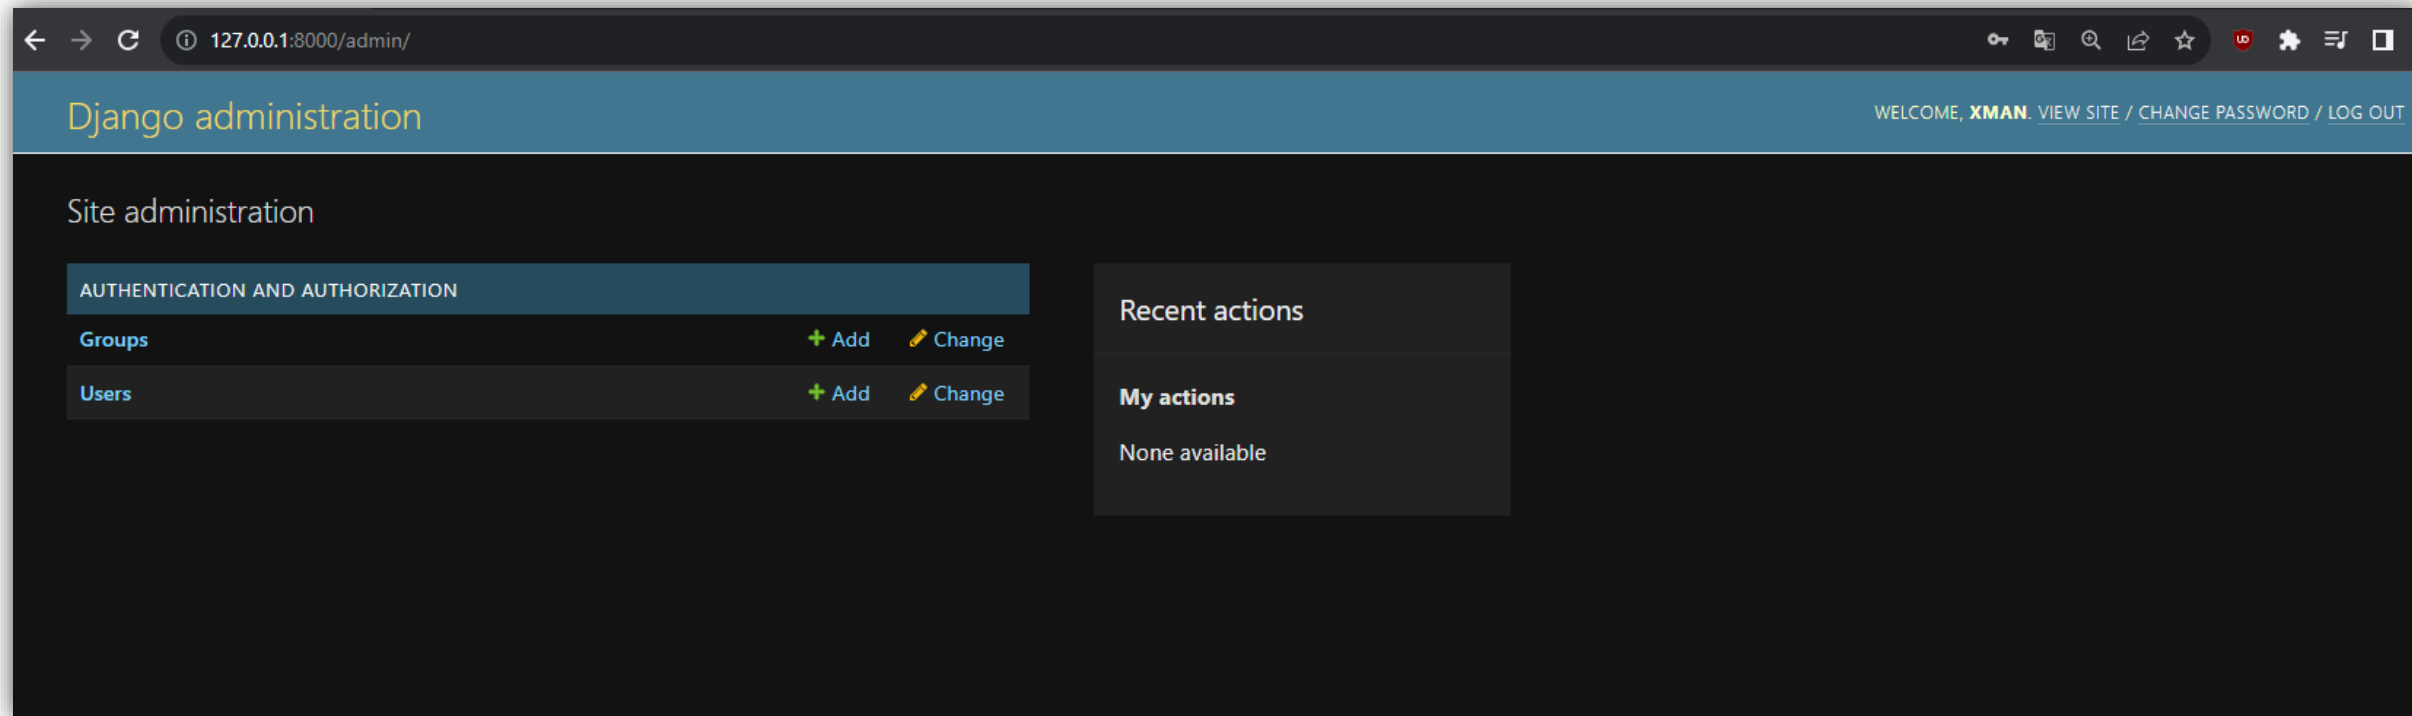 127.0.0.1:8000/admin/
Django administration
WELCOME, XMAN. VIEW SITE / CHANGE PASSWORD / LOG OUT
Site administration
AUTHENTICATION AND AUTHORIZATION
Groups + Add Change
Users + Add Change
Recent actions
My actions
None available